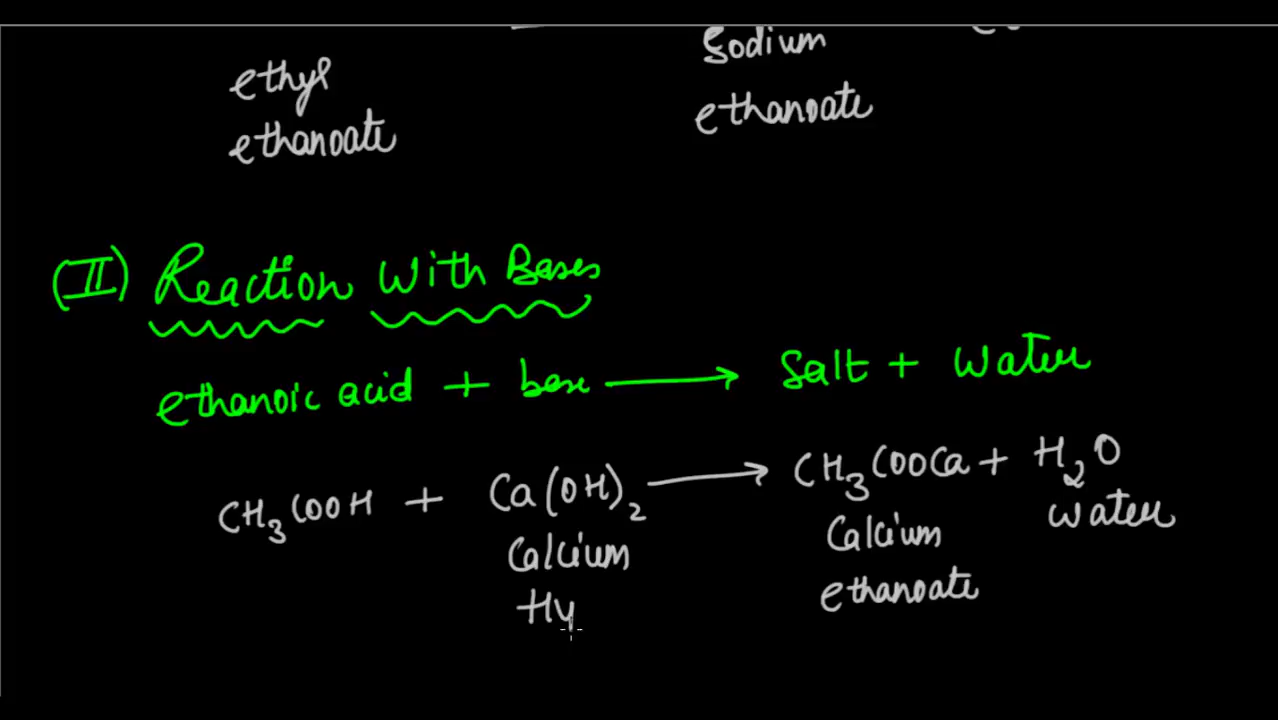 Sodium
ethyl
ethanoate
ethanoate
(II) Reaction With Bases
ethanoic acid + base → Salt + Water
CH₃COOH + Ca(OH)₂ → CH₃COOCa + H₂O
Calcium Calcium water
Hy ethanoate